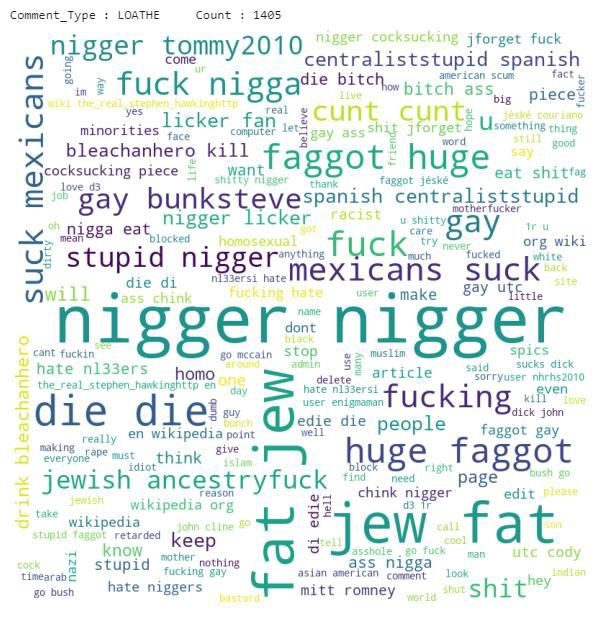 Comment_Type : LOATHE Count : 1405
nigger cocksucking
jforget fuck
going
nigger tommy2010
come
ur
centraliststupid spanish
im
way
fuck nigga
die bitch
american scum
how
fact
fucker
wiki the_real_stephen_hawkinghttp
bitch ass
piece
suck mexicans
yes
real
live
big
licker fan
cunt cunt
u
jéské couriano
minorities
face
computer
let
believe
gay ass
shit jforget
hope
something
thing
still
good
bleachanhero kill
life
friend
word
say
cocksucking piece
want
faggot huge
eat shit
fag
love d3
shitty nigger
thank
faggot jéské
job
gay bunksteve
spanish centraliststupid
motherfucker
oh
nigga eat
nigger licker
racist
gay
u shitty
1r u
mean
blocked
homosexual
got
fuck
care
try
never
org wiki
dirty
stupid nigger
anything
much
fucked
white
back
nl33ersi hate
mexicans suck
site
will
die di
ass chink
fucking hate
user
make
gay utc
little
nigger nigger
name
see
dont
black
cant
fuckin
go mccain
stop
muslim
said
spics
hate nl33ers
homo
around
admin
use
many
article
sucks dick
sorry
user nhrhs2010
the_real_stephen_hawkinghttp en
one
delete
hate nl33ersi
fucking
even
day
user enigmaman
kill
love
drink bleachanhero
die die
dumb
guy
bunch
edie die
people
dick john
really
en wikipedia
point
well
faggot gay
making
rape
must
give
fat jew
huge faggot
everyone
idiot
think
islam
block
right
bush go
jewish ancestryfuck
find
need
page
reason
chink nigger
edit
please
jewish
wikipedia org
d3 1r
take
wikipedia
john cline
go
di edie
hell
jew fat
son
stupid faggot
retarded
keep
call
cool
know
tell
asshole
go fuck
man
utc cody
nazi
stupid
mother
nothing
ass nigga
cock
fucking gay
asian american
comment
look
indian
time
arab
hate niggers
mitt romney
shit
hey
go bush
bastard
world
shut